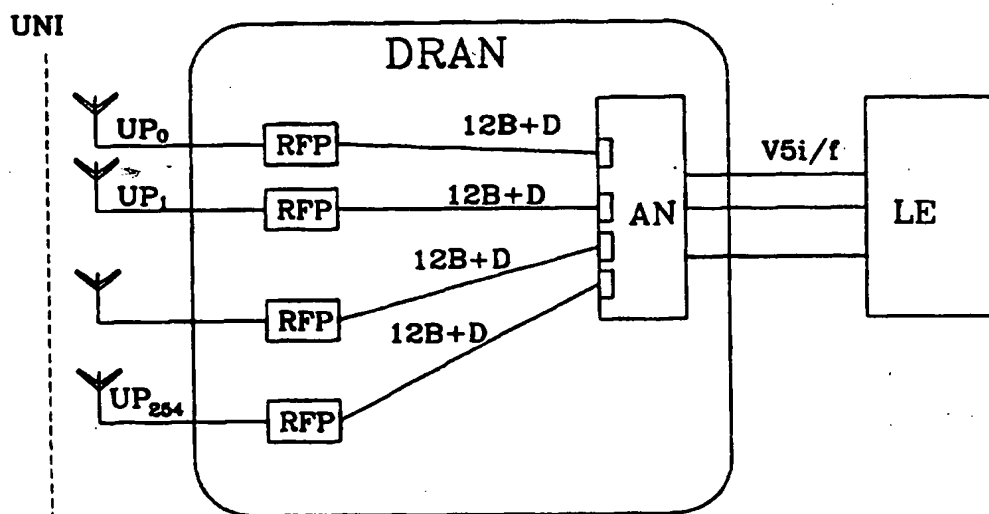 UNI
DRAN
UP₀
RFP
12B+D
UP₁
RFP
12B+D
AN
V5i/f
LE
12B+D
RFP
12B+D
UP₂₅₄
RFP